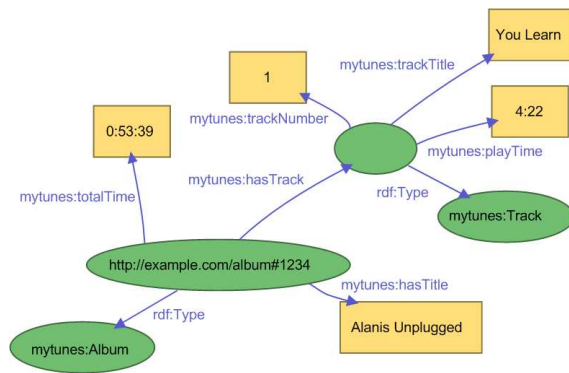 You Learn
1
mytunes:trackTitle
4:22
mytunes:trackNumber
0:53:39
mytunes:playTime
mytunes:hasTrack
rdf:Type
mytunes:totalTime
mytunes:Track
http://example.com/album#1234
mytunes:hasTitle
rdf:Type
Alanis Unplugged
mytunes:Album